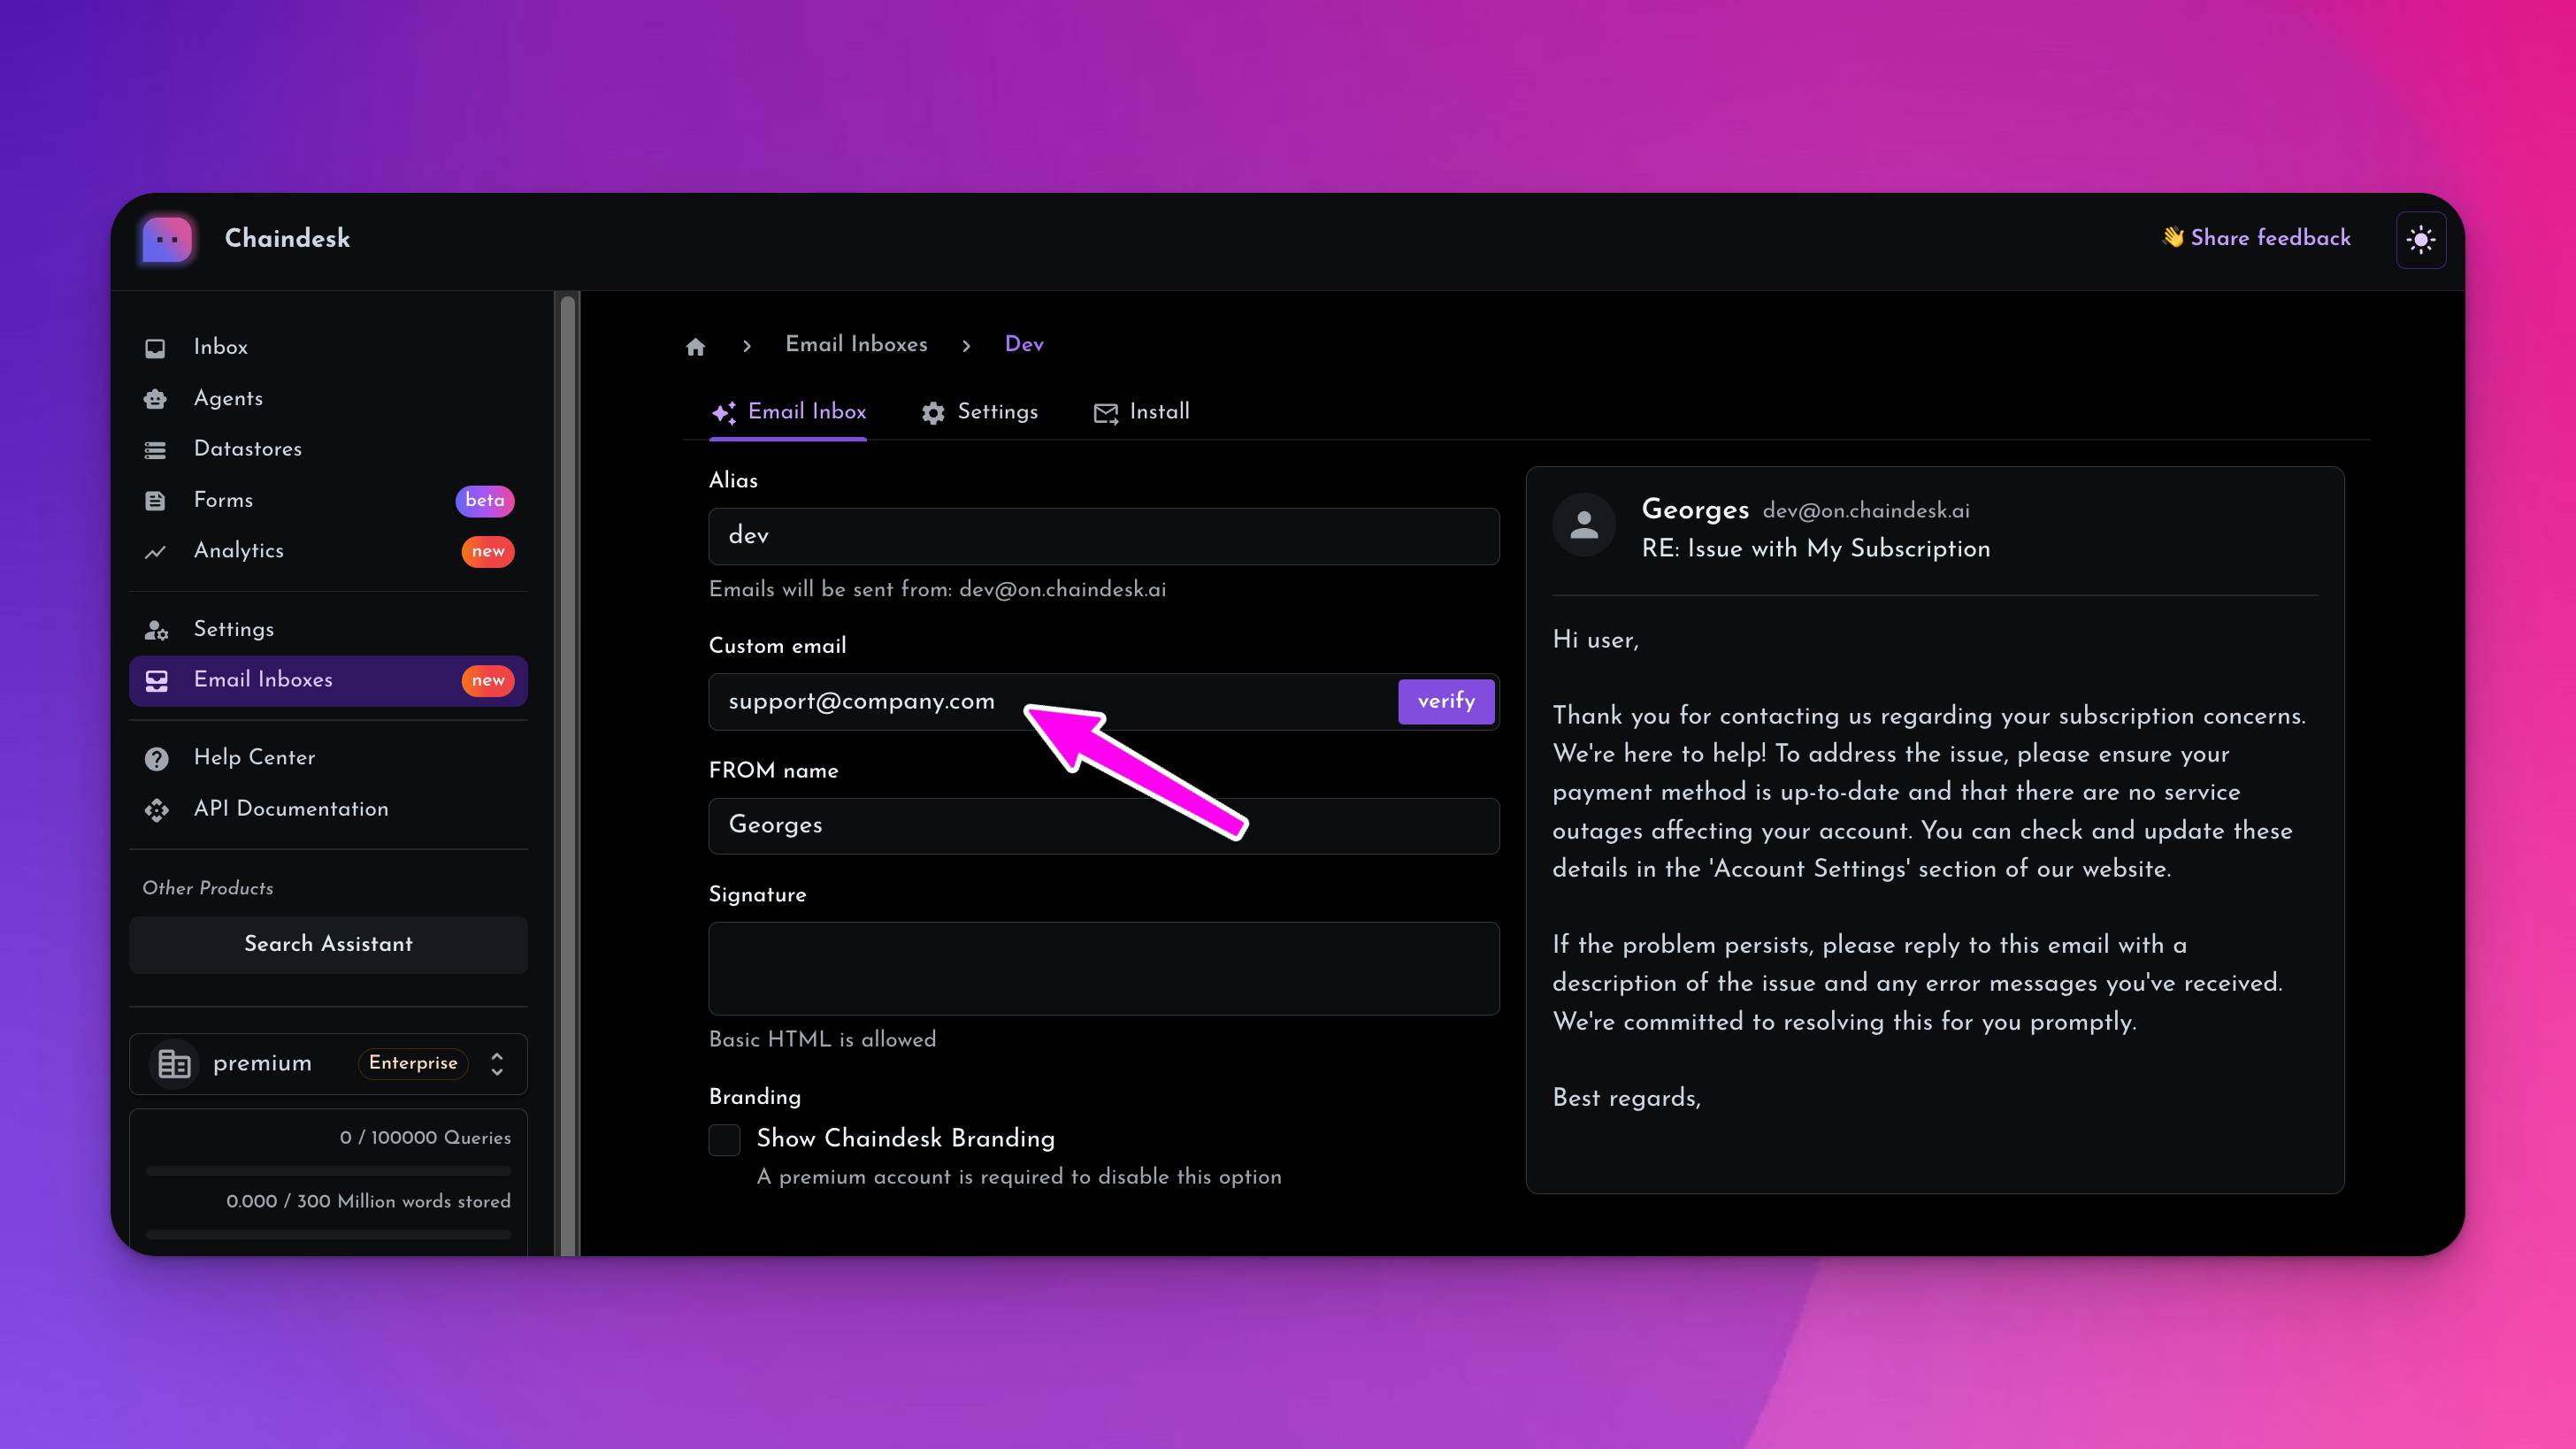 Chaindesk
👋 Share feedback
Inbox
Agents
Datastores
Forms
beta
Analytics
new
Settings
Email Inboxes
new
Help Center
API Documentation
Other Products
Search Assistant
premium
Enterprise
0 / 100000 Queries
0.000 / 300 Million words stored
Email Inboxes
Dev
Email Inbox
Settings
Install
Alias
dev
Emails will be sent from: dev@on.chaindesk.ai
Custom email
support@company.com
verify
FROM name
Georges
Signature
Basic HTML is allowed
Branding
Show Chaindesk Branding
A premium account is required to disable this option
Georges dev@on.chaindesk.ai
RE: Issue with My Subscription
Hi user,
Thank you for contacting us regarding your subscription concerns.
We're here to help! To address the issue, please ensure your
payment method is up-to-date and that there are no service
outages affecting your account. You can check and update these
details in the 'Account Settings' section of our website.
If the problem persists, please reply to this email with a
description of the issue and any error messages you've received.
We're committed to resolving this for you promptly.
Best regards,